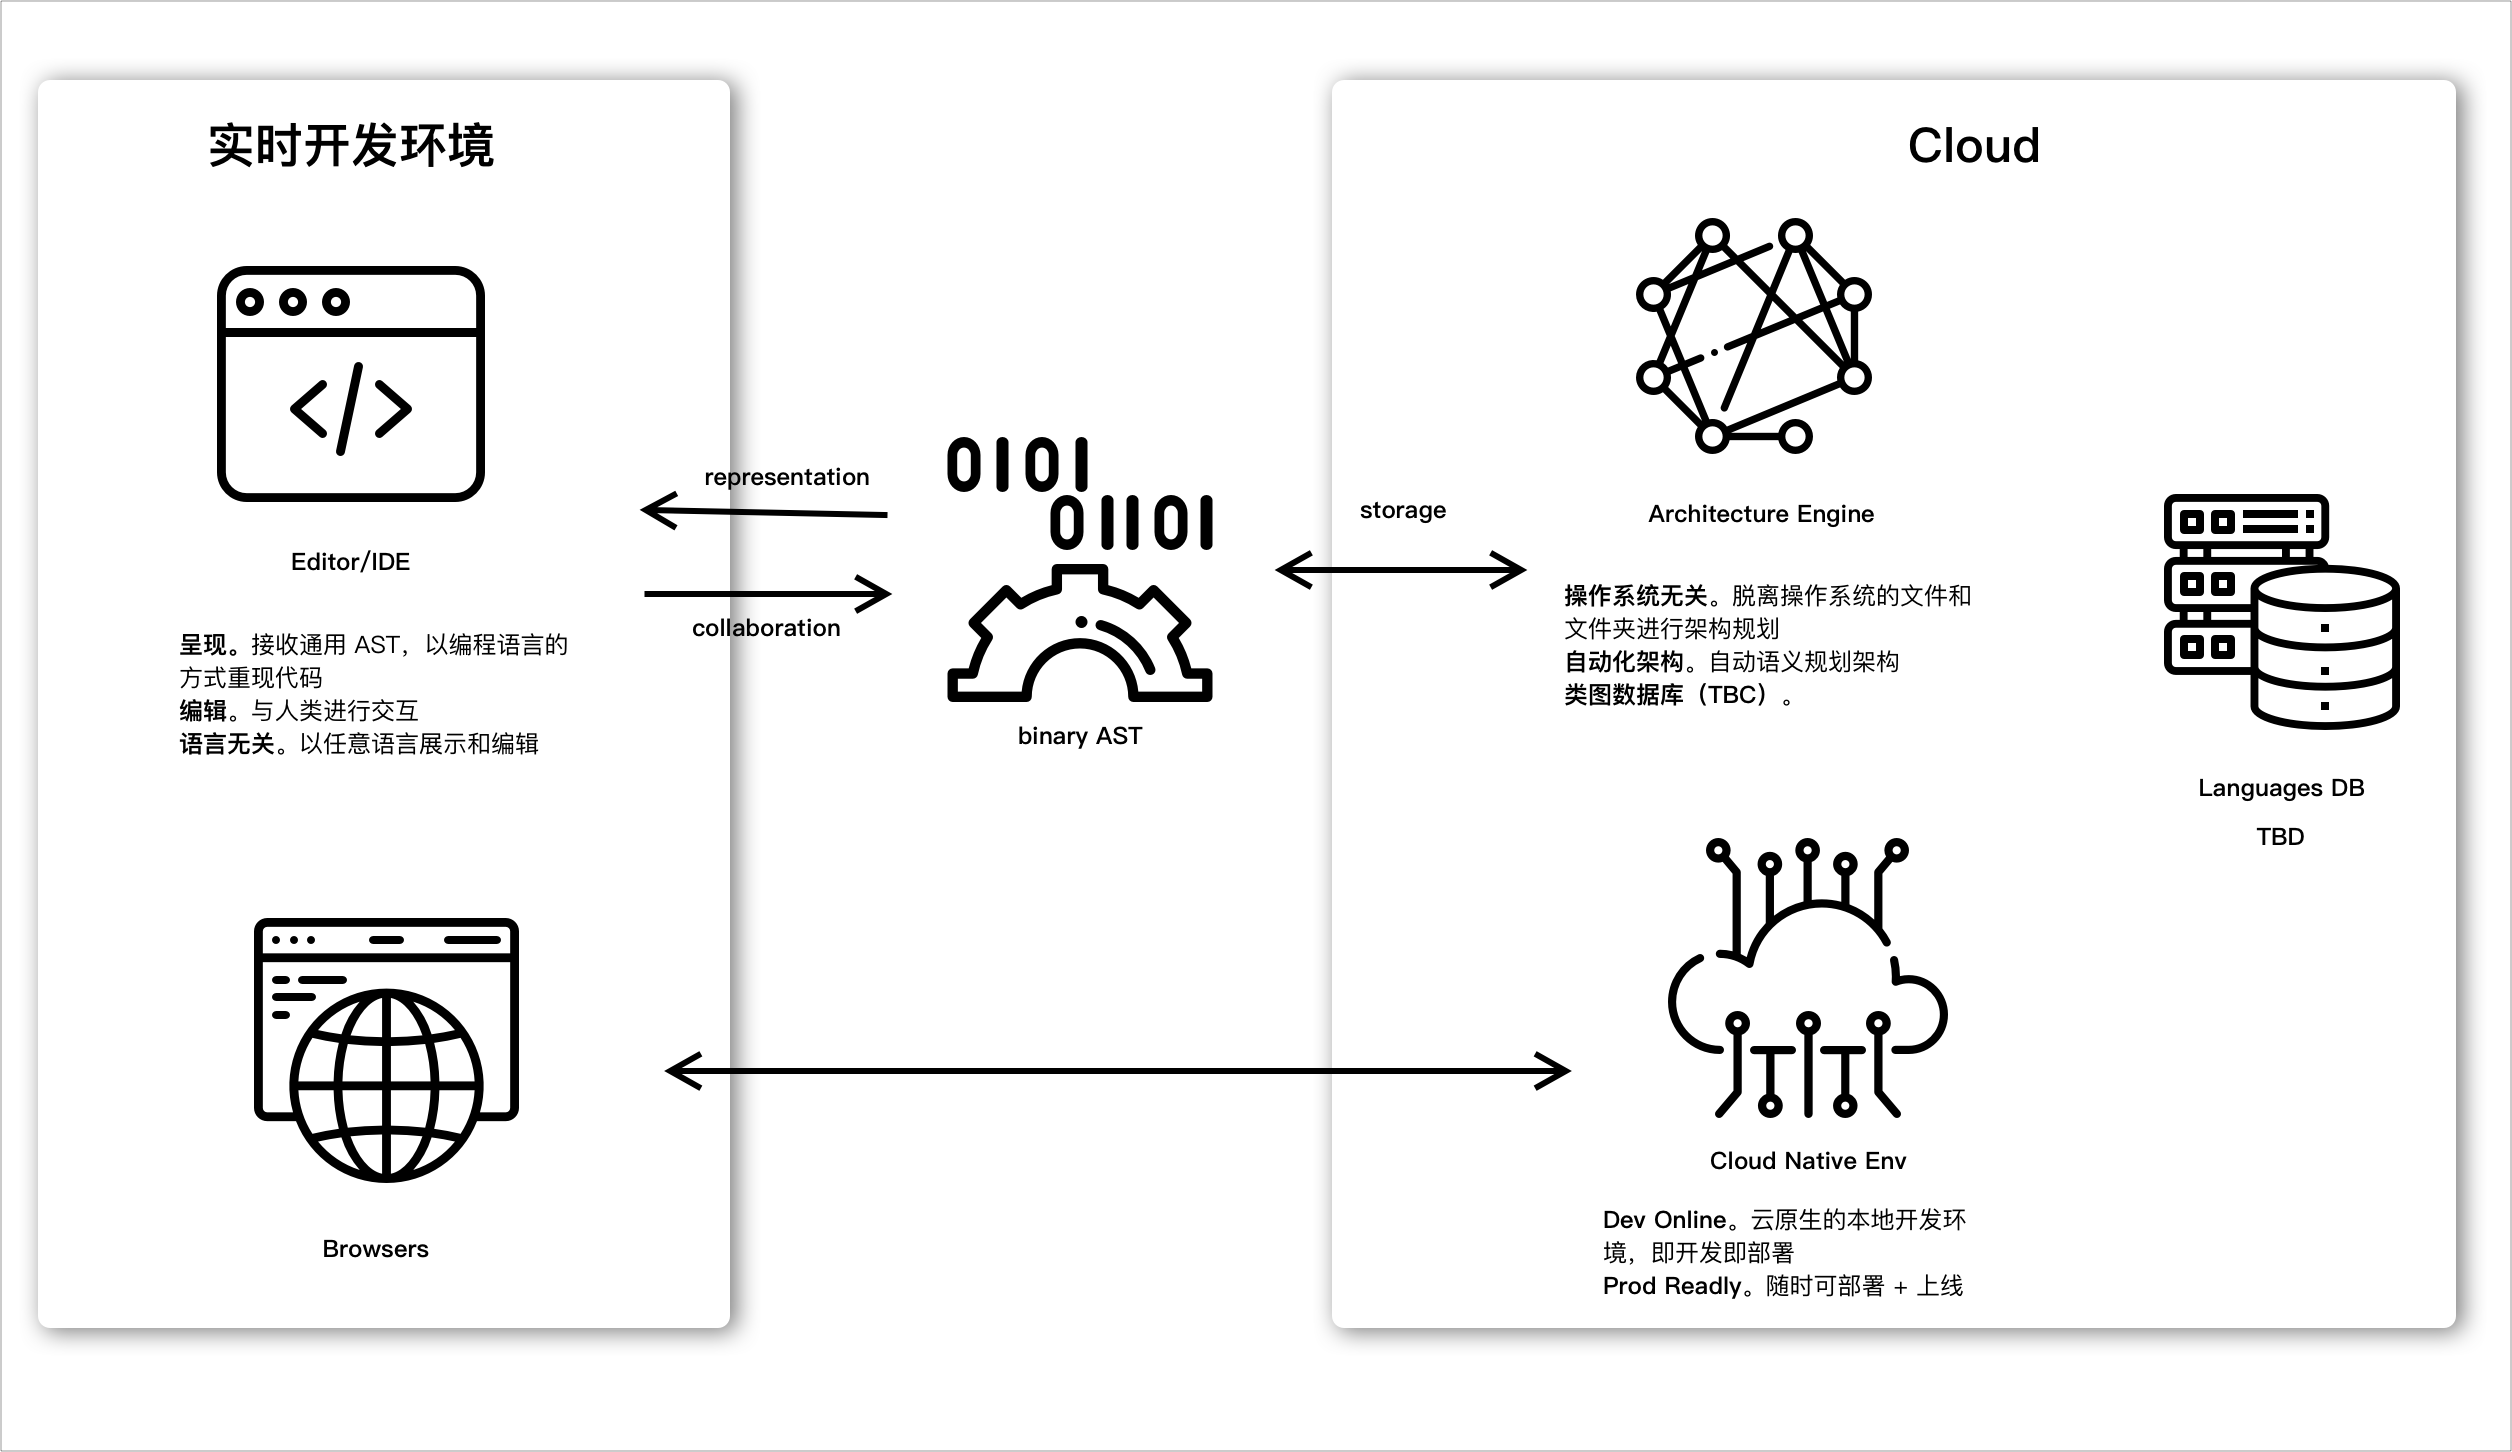 实时开发环境
Editor/IDE
呈现。接收通用 AST，以编程语言的
方式重现代码
编辑。与人类进行交互
语言无关。以任意语言展示和编辑
Browsers
representation
collaboration
0101
01101
binary AST
storage
Cloud
Architecture Engine
操作系统无关。脱离操作系统的文件和
文件夹进行架构规划
自动化架构。自动语义规划架构
类图数据库（TBC）。
Languages DB
TBD
Cloud Native Env
Dev Online。云原生的本地开发环
境，即开发即部署
Prod Readly。随时可部署 + 上线